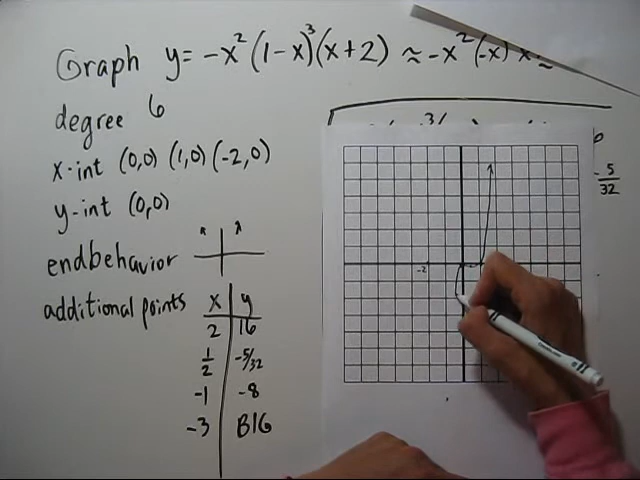 Graph y = -x²(1-x)³(x+2) ≈ -x²(-x) x ≈
degree 6
x-int (0,0) (1,0) (-2,0)
y-int (0,0)
endbehavior
additional points x y
2 16
1/2 -5/32
-1 -8
-3 BIG
-5/32
-2